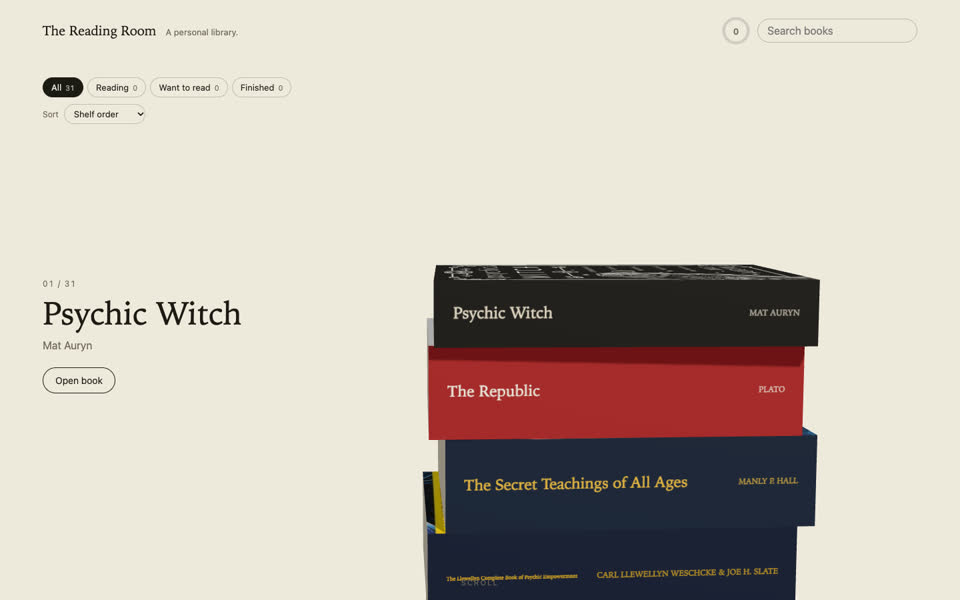 The Reading Room A personal library.
0
Search books
All 31 Reading 0 Want to read 0 Finished 0
Sort Shelf order
01 / 31
Psychic Witch
Mat Auryn
Open book
Psychic Witch MAT AURYN
The Republic PLATO
The Secret Teachings of All Ages MANLY P. HALL
The Llewellyn Complete Book of Psychic Empowerment CARL LLEWELLYN WESCHCKE & JOE H. SLATE
SCROLL